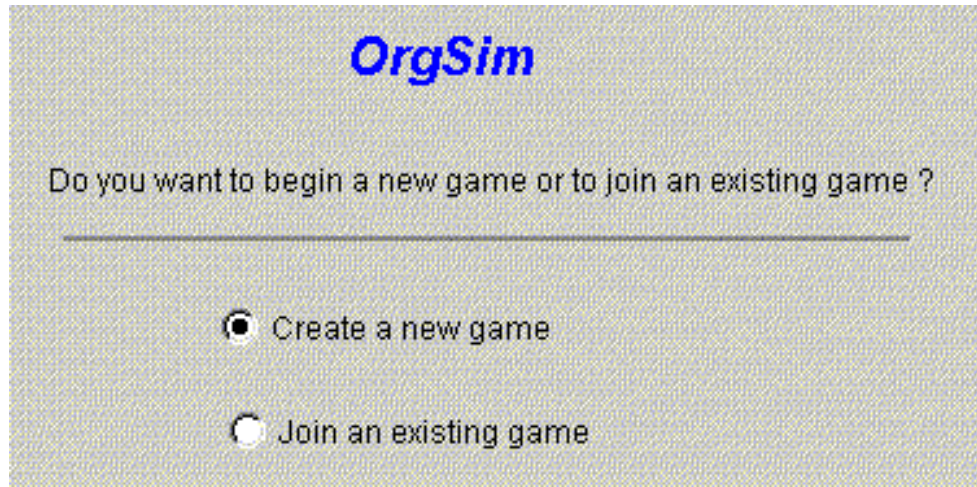 OrgSim
Do you want to begin a new game or to join an existing game ?
Create a new game
Join an existing game